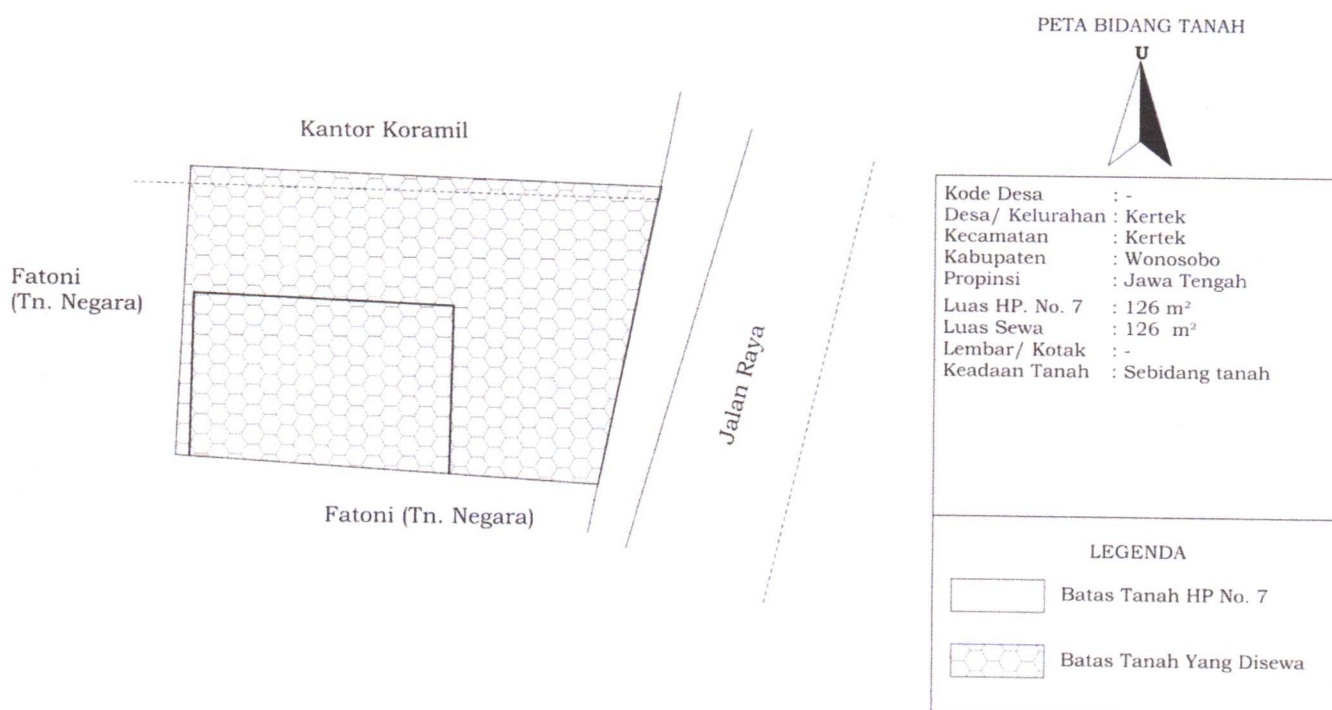 PETA BIDANG TANAH
U
Kantor Koramil
Fatoni
(Tn. Negara)
Jalan Raya
Fatoni (Tn. Negara)
Kode Desa : -
Desa/ Kelurahan : Kertek
Kecamatan : Kertek
Kabupaten : Wonosobo
Propinsi : Jawa Tengah
Luas HP. No. 7 : 126 m²
Luas Sewa : 126 m²
Lembar/ Kotak : -
Keadaan Tanah : Sebidang tanah
LEGENDA
Batas Tanah HP No. 7
Batas Tanah Yang Disewa